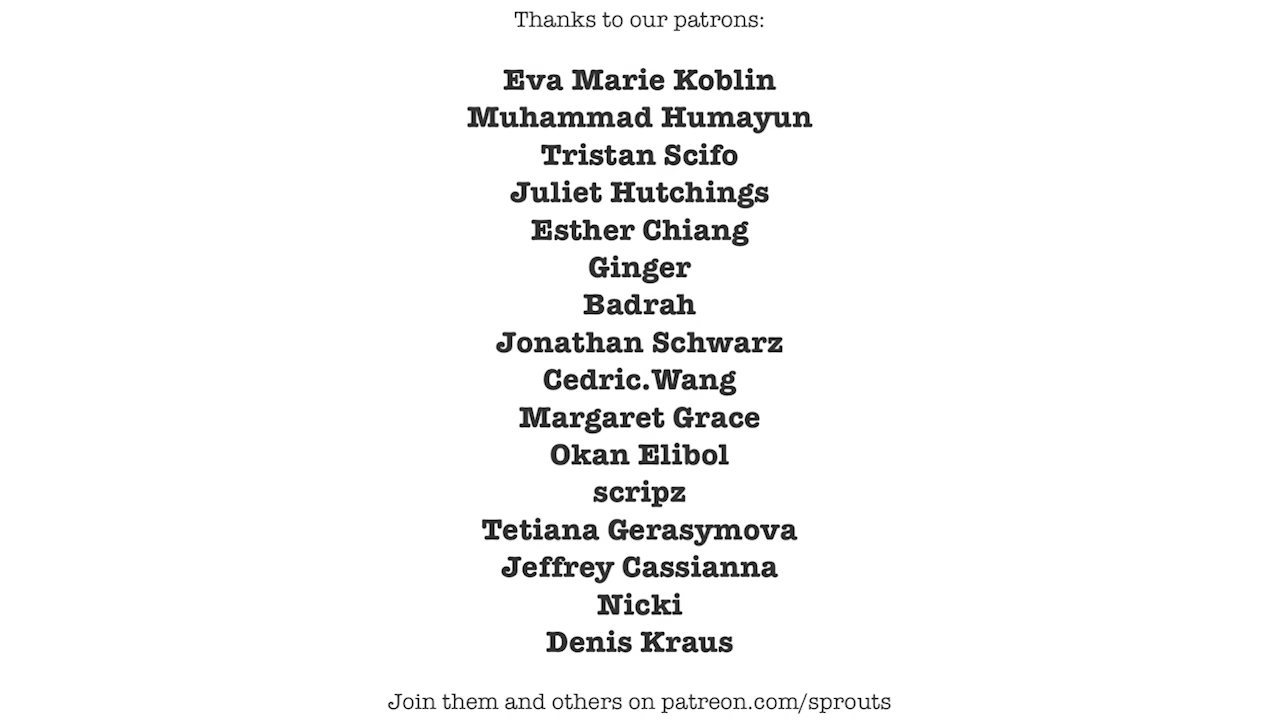 Thanks to our patrons:
Eva Marie Koblin
Muhammad Humayun
Tristan Scifo
Juliet Hutchings
Esther Chiang
Ginger
Badrah
Jonathan Schwarz
Cedric.Wang
Margaret Grace
Okan Elibol
scripz
Tetiana Gerasymova
Jeffrey Cassianna
Nicki
Denis Kraus
Join them and others on patreon.com/sprouts